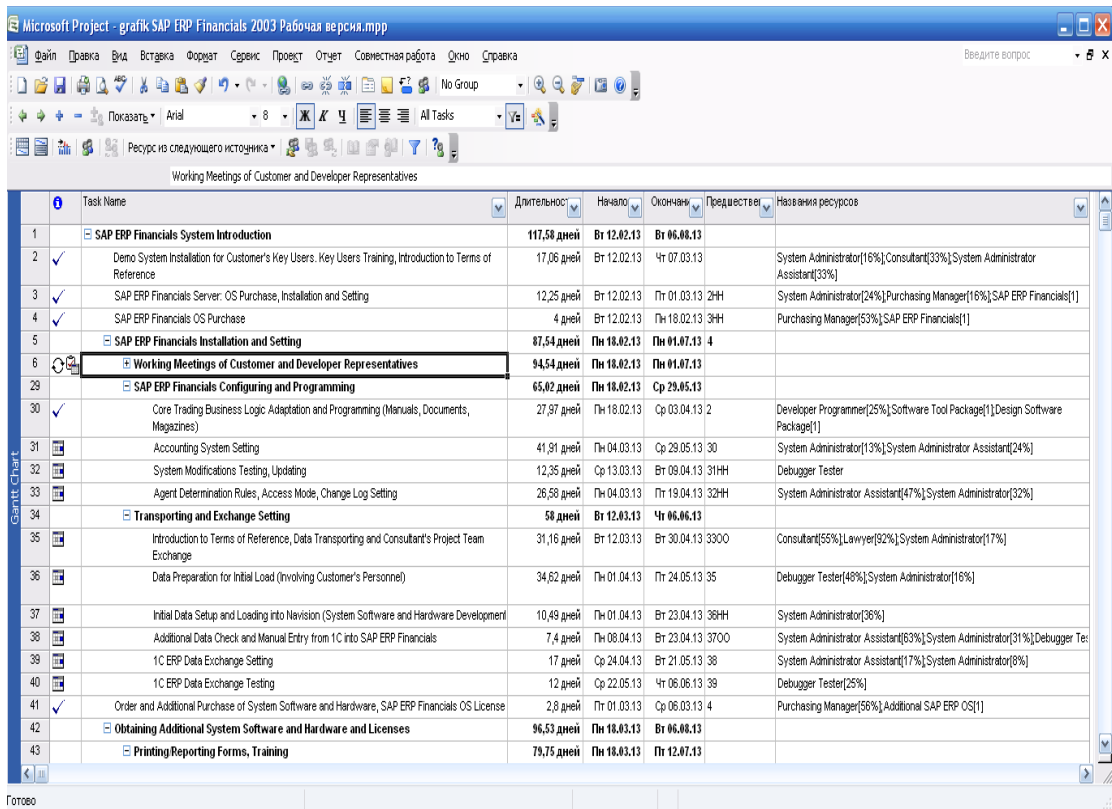 Microsoft Project - grafik SAP ERP Financials 2003 Рабочая версия.mpp
Файл Правка Вид Вставка Формат Сервис Проект Отчет Совместная работа Окно Справка Введите вопрос
No Group
Показать Arial 8 Ж К Ч All Tasks
Ресурс из следующего источника
Working Meetings of Customer and Developer Representatives
Task Name Длительност Начало Окончани Предшествен Названия ресурсов
1 SAP ERP Financials System Introduction 117,58 дней Вт 12.02.13 Вт 06.08.13
2 Demo System Installation for Customer's Key Users. Key Users Training, Introduction to Terms of Reference 17,06 дней Вт 12.02.13 Чт 07.03.13 System Administrator[16%];Consultant[33%];System Administrator Assistant[33%]
3 SAP ERP Financials Server: OS Purchase, Installation and Setting 12,25 дней Вт 12.02.13 Пт 01.03.13 2НН System Administrator[24%];Purchasing Manager[16%];SAP ERP Financials[1]
4 SAP ERP Financials OS Purchase 4 дней Вт 12.02.13 Пн 18.02.13 3НН Purchasing Manager[53%];SAP ERP Financials[1]
5 SAP ERP Financials Installation and Setting 87,54 дней Пн 18.02.13 Пн 01.07.13 4
6 Working Meetings of Customer and Developer Representatives 94,54 дней Пн 18.02.13 Пн 01.07.13
29 SAP ERP Financials Configuring and Programming 65,02 дней Пн 18.02.13 Ср 29.05.13
30 Core Trading Business Logic Adaptation and Programming (Manuals, Documents, Magazines) 27,97 дней Пн 18.02.13 Ср 03.04.13 2 Developer Programmer[25%];Software Tool Package[1];Design Software Package[1]
31 Accounting System Setting 41,91 дней Пн 04.03.13 Ср 29.05.13 30 System Administrator[13%];System Administrator Assistant[24%]
32 System Modifications Testing, Updating 12,35 дней Ср 13.03.13 Вт 09.04.13 31НН Debugger Tester
33 Agent Determination Rules, Access Mode, Change Log Setting 26,58 дней Пн 04.03.13 Пт 19.04.13 32НН System Administrator Assistant[47%];System Administrator[32%]
34 Transporting and Exchange Setting 58 дней Вт 12.03.13 Чт 06.06.13
35 Introduction to Terms of Reference, Data Transporting and Consultant's Project Team Exchange 31,16 дней Вт 12.03.13 Вт 30.04.13 33ОО Consultant[55%];Lawyer[92%];System Administrator[17%]
36 Data Preparation for Initial Load (Involving Customer's Personnel) 34,62 дней Пн 01.04.13 Пт 24.05.13 35 Debugger Tester[48%];System Administrator[16%]
37 Initial Data Setup and Loading into Navision (System Software and Hardware Development 10,49 дней Пн 01.04.13 Вт 23.04.13 36НН System Administrator[36%]
38 Additional Data Check and Manual Entry from 1C into SAP ERP Financials 7,4 дней Пн 08.04.13 Вт 23.04.13 37ОО System Administrator Assistant[63%];System Administrator[31%];Debugger Te
39 1C ERP Data Exchange Setting 17 дней Ср 24.04.13 Вт 21.05.13 38 System Administrator Assistant[17%];System Administrator[8%]
40 1C ERP Data Exchange Testing 12 дней Ср 22.05.13 Чт 06.06.13 39 Debugger Tester[25%]
41 Order and Additional Purchase of System Software and Hardware, SAP ERP Financials OS License 2,8 дней Пт 01.03.13 Ср 06.03.13 4 Purchasing Manager[56%];Additional SAP ERP OS[1]
42 Obtaining Additional System Software and Hardware and Licenses 96,53 дней Пн 18.03.13 Вт 06.08.13
43 Printing/Reporting Forms, Training 79,75 дней Пн 18.03.13 Пт 12.07.13
Gantt Chart
Готово